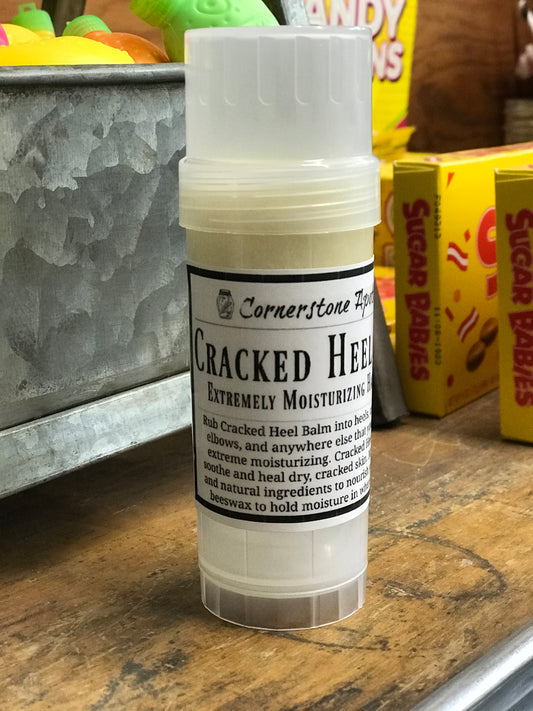 Cornerstone
CRACKED HEEL
EXTREMELY MOISTURIZING
Rub Cracked Heel Balm into heels,
elbows, and anywhere else that
extreme moisturizing. Cracked
soothe and heal dry, cracked skin.
and natural ingredients to nourish
beeswax to hold moisture in
SUGAR BABIES
SUGAR BABIES